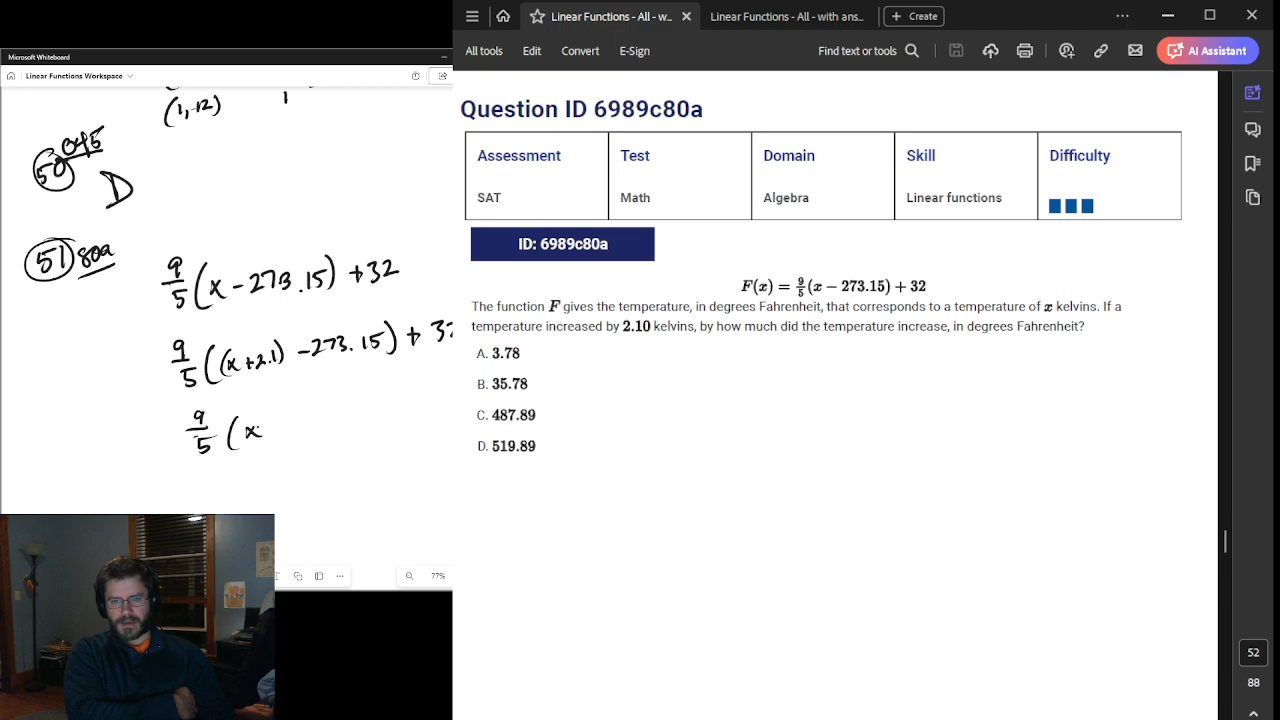 Microsoft Whiteboard
Linear Functions Workspace
(1,-12)
50 045
D
51 80a
9/5 (x - 273.15) + 32
9/5 ((x+2.1) - 273.15) + 32
9/5 (x
77%
Linear Functions - All - w...
Linear Functions - All - with ans...
+ Create
All tools Edit Convert E-Sign
Find text or tools
AI Assistant
Question ID 6989c80a
Assessment Test Domain Skill Difficulty
SAT Math Algebra Linear functions
ID: 6989c80a
F(x) = 9/5(x − 273.15) + 32
The function F gives the temperature, in degrees Fahrenheit, that corresponds to a temperature of x kelvins. If a
temperature increased by 2.10 kelvins, by how much did the temperature increase, in degrees Fahrenheit?
A. 3.78
B. 35.78
C. 487.89
D. 519.89
52
88